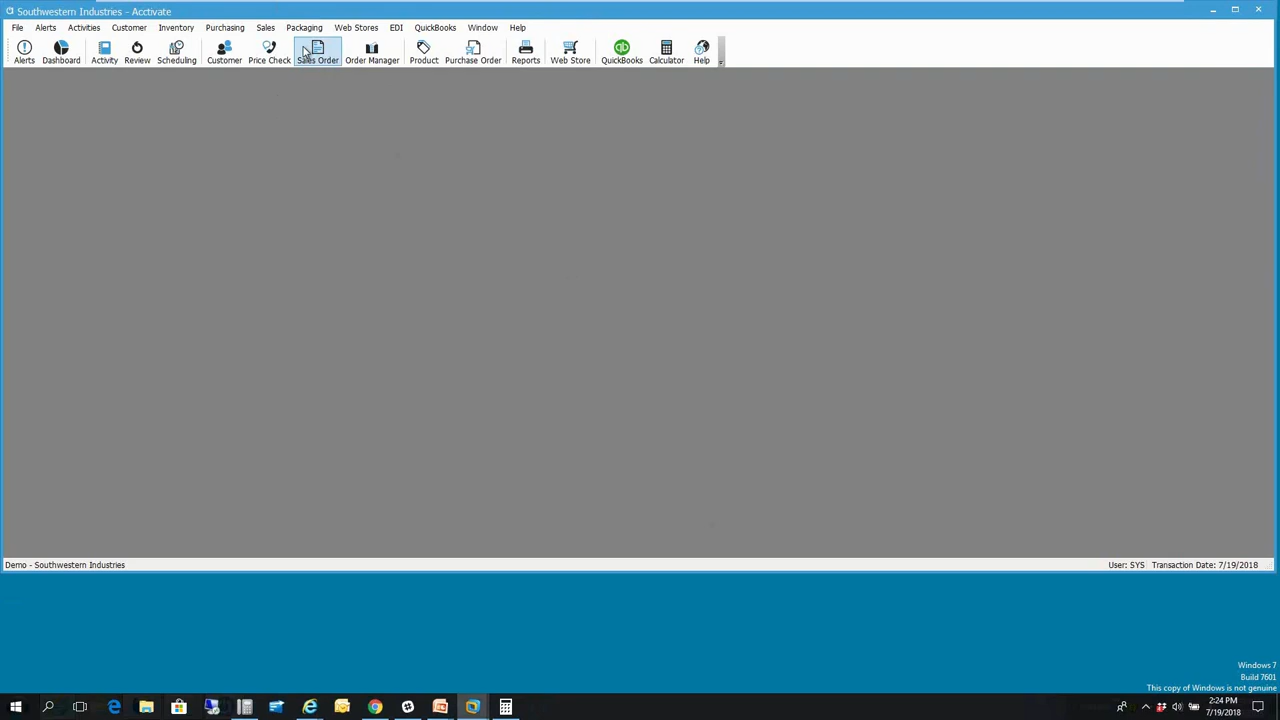 Southwestern Industries - Acctivate
File Alerts Activities Customer Inventory Purchasing Sales Packaging Web Stores EDI QuickBooks Window Help
Alerts Dashboard Activity Review Scheduling Customer Price Check Sales Order Order Manager Product Purchase Order Reports Web Store QuickBooks Calculator Help
Demo - Southwestern Industries User: SYS Transaction Date: 7/19/2018
Windows 7
Build 7601
This copy of Windows is not genuine
2:24 PM
7/19/2018